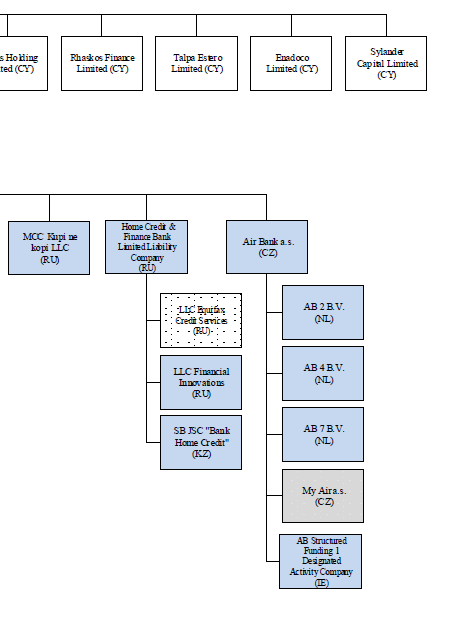 s Holding
ted (CY)
Rhaskos Finance
Limited (CY)
Talpa Estero
Limited (CY)
Enadoco
Limited (CY)
Sylander
Capital Limited
(CY)
MCC Kupi ne
kopi LLC
(RU)
Home Credit &
Finance Bank
Limited Liability
Company
(RU)
Air Bank a.s.
(CZ)
LLC Equifax
Credit Services
(RU)
LLC Financial
Innovations
(RU)
SB JSC "Bank
Home Credit"
(KZ)
AB 2 B.V.
(NL)
AB 4 B.V.
(NL)
AB 7 B.V.
(NL)
My Air a.s.
(CZ)
AB Structured
Funding 1
Designated
Activity Company
(IE)